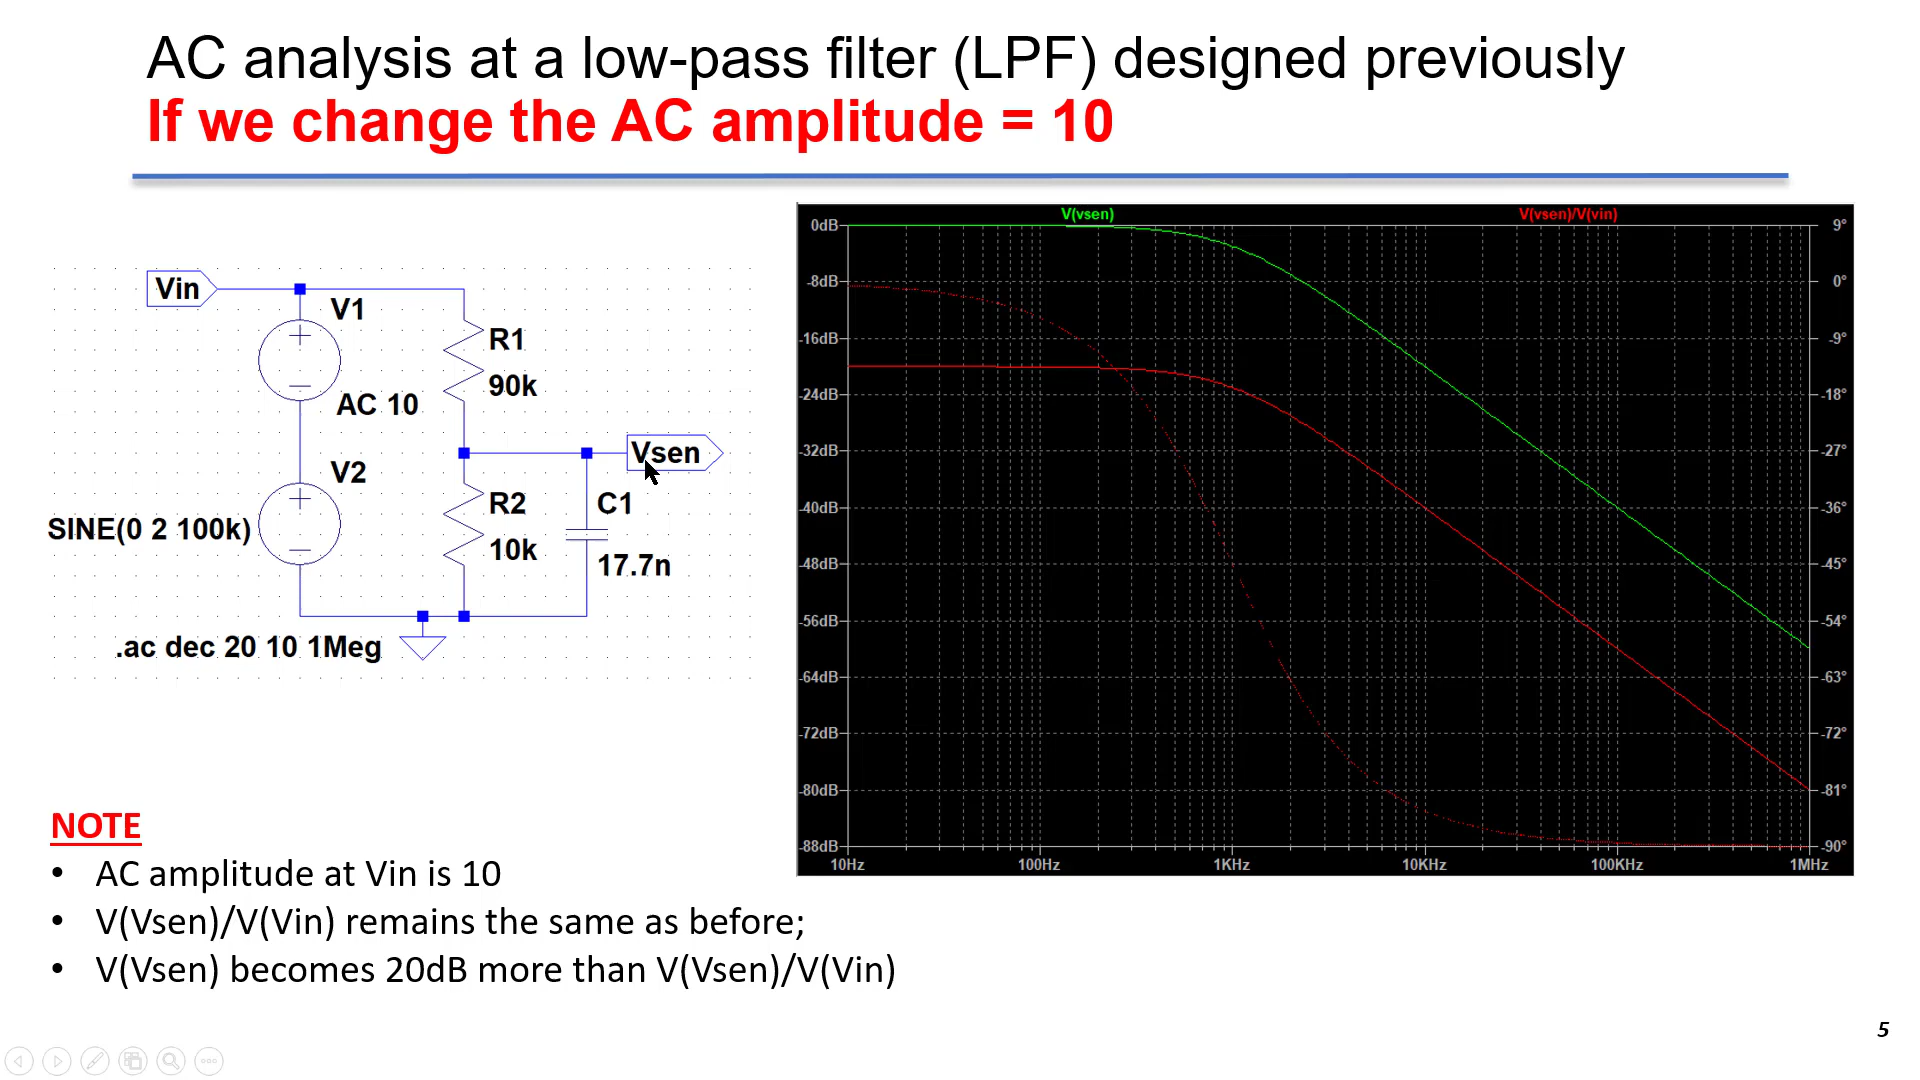 AC analysis at a low-pass filter (LPF) designed previously
If we change the AC amplitude = 10
Vin
V1
AC 10
R1
90k
Vsen
V2
SINE(0 2 100k)
R2
10k
C1
17.7n
.ac dec 20 10 1Meg
V(vsen)
V(vsen)/V(vin)
0dB
-8dB
-16dB
-24dB
-32dB
-40dB
-48dB
-56dB
-64dB
-72dB
-80dB
-88dB
9°
0°
-9°
-18°
-27°
-36°
-45°
-54°
-63°
-72°
-81°
-90°
10Hz 100Hz 1KHz 10KHz 100KHz 1MHz
NOTE
• AC amplitude at Vin is 10
• V(Vsen)/V(Vin) remains the same as before;
• V(Vsen) becomes 20dB more than V(Vsen)/V(Vin)
5